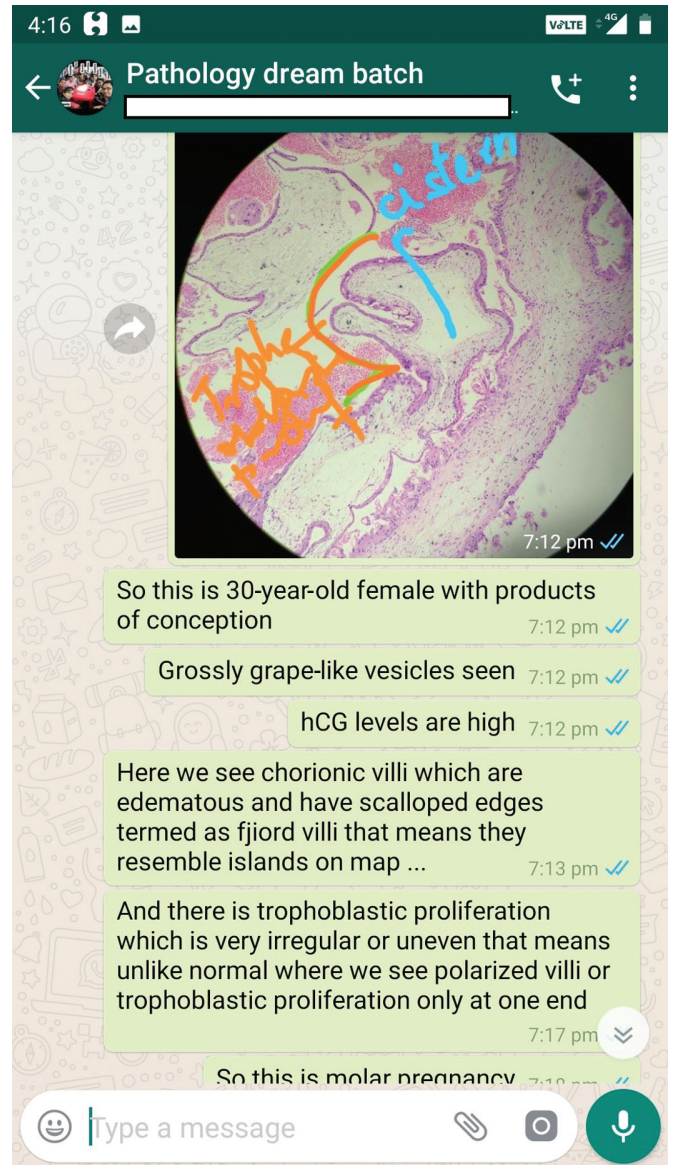 4:16
VoLTE 4G
Pathology dream batch
..
cistern
7:12 pm
So this is 30-year-old female with products
of conception
7:12 pm
Grossly grape-like vesicles seen 7:12 pm
hCG levels are high 7:12 pm
Here we see chorionic villi which are
edematous and have scalloped edges
termed as fjiord villi that means they
resemble islands on map ...
7:13 pm
And there is trophoblastic proliferation
which is very irregular or uneven that means
unlike normal where we see polarized villi or
trophoblastic proliferation only at one end
7:17 pm
So this is molar pregnancy 7:18 pm
Type a message